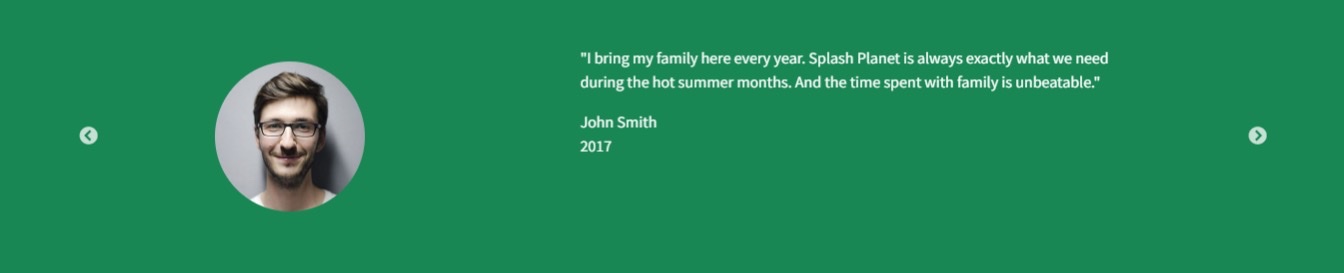 "I bring my family here every year. Splash Planet is always exactly what we need
during the hot summer months. And the time spent with family is unbeatable."
John Smith
2017